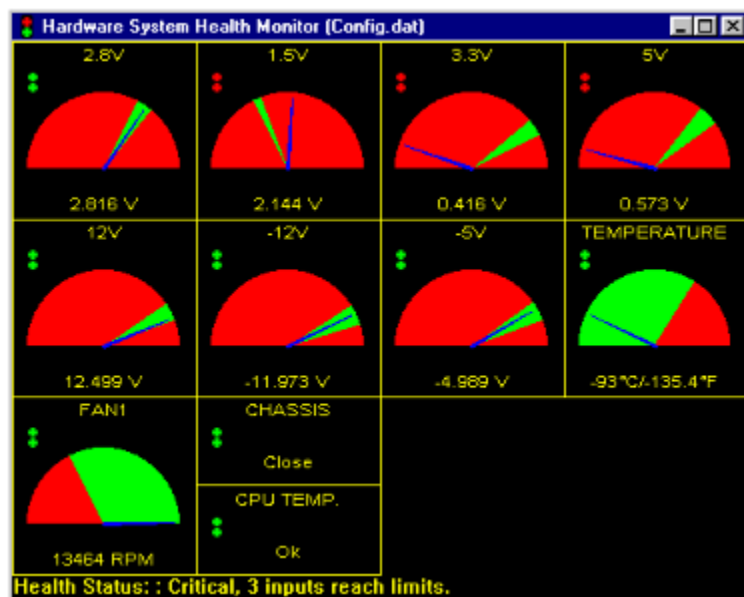 Hardware System Health Monitor (Config.dat)
2.8V
1.5V
3.3V
5V
2.816 V
2.144 V
0.416 V
0.573 V
12V
-12V
-5V
TEMPERATURE
12.499 V
-11.973 V
-4.989 V
-93°C/-135.4°F
FAN1
CHASSIS
Close
CPU TEMP.
Ok
13464 RPM
Health Status: : Critical, 3 inputs reach limits.